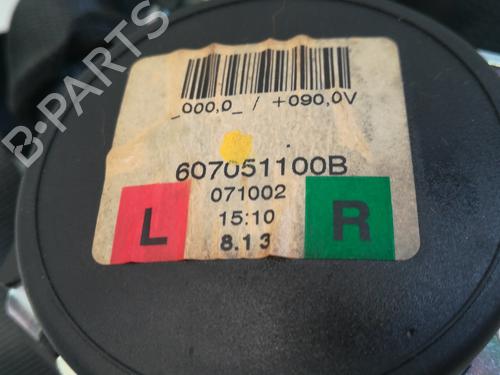 _000,0_ / +090,0V
607051100B
071002
15:10
8.13
L
R
B-PARTS